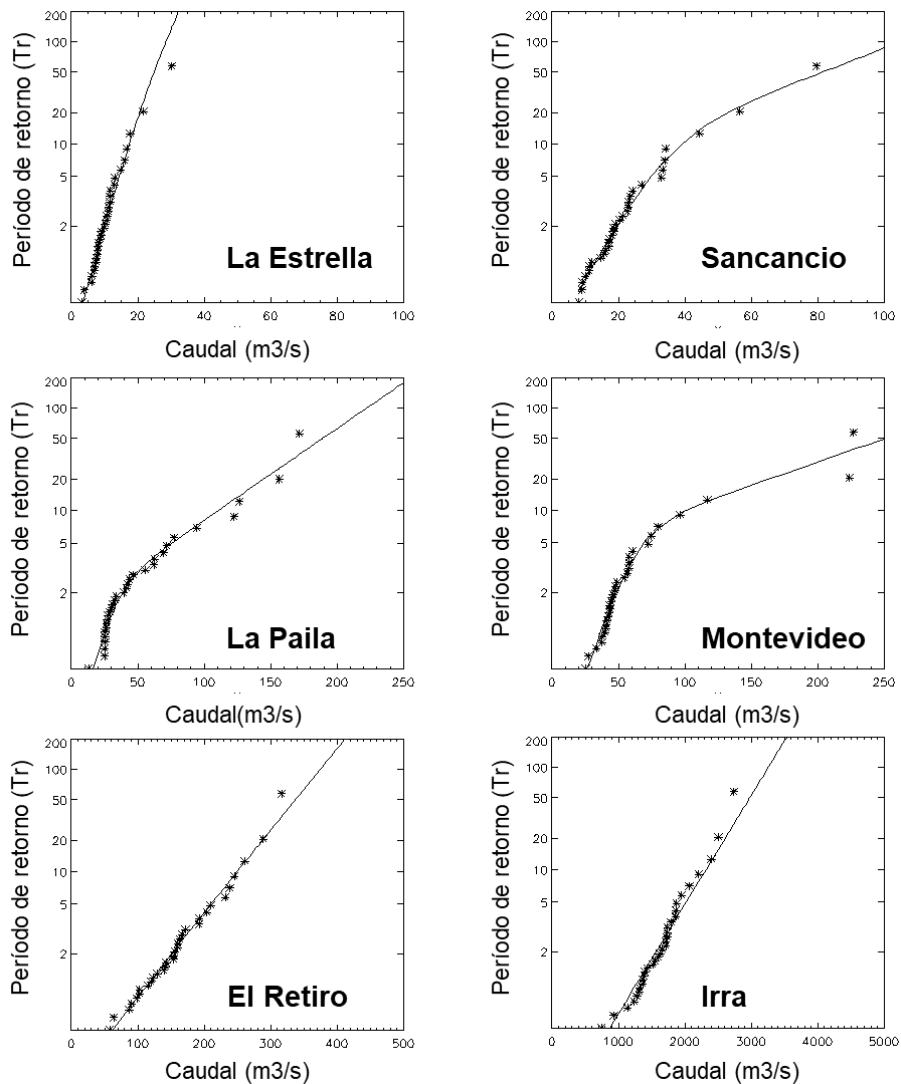 200
100
50
20
10
5
2
Período de retorno (Tr)
La Estrella
0 20 40 60 80 100
Caudal (m3/s)
200
100
50
20
10
5
2
Período de retorno (Tr)
Sancancio
0 20 40 60 80 100
Caudal (m3/s)
200
100
50
20
10
5
2
Período de retorno (Tr)
La Paila
0 50 100 150 200 250
Caudal(m3/s)
200
100
50
20
10
5
2
Período de retorno (Tr)
Montevideo
0 50 100 150 200 250
Caudal (m3/s)
200
100
50
20
10
5
2
Período de retorno (Tr)
El Retiro
0 100 200 300 400 500
Caudal (m3/s)
200
100
50
20
10
5
2
Período de retorno (Tr)
Irra
0 1000 2000 3000 4000 5000
Caudal (m3/s)